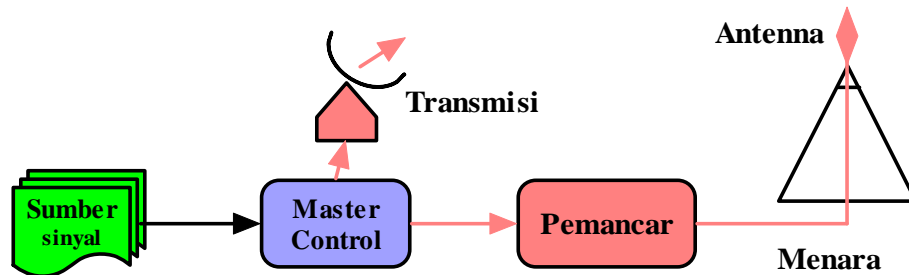 Antenna
Transmisi
Sumber
sinyal
Master
Control
Pemancar
Menara